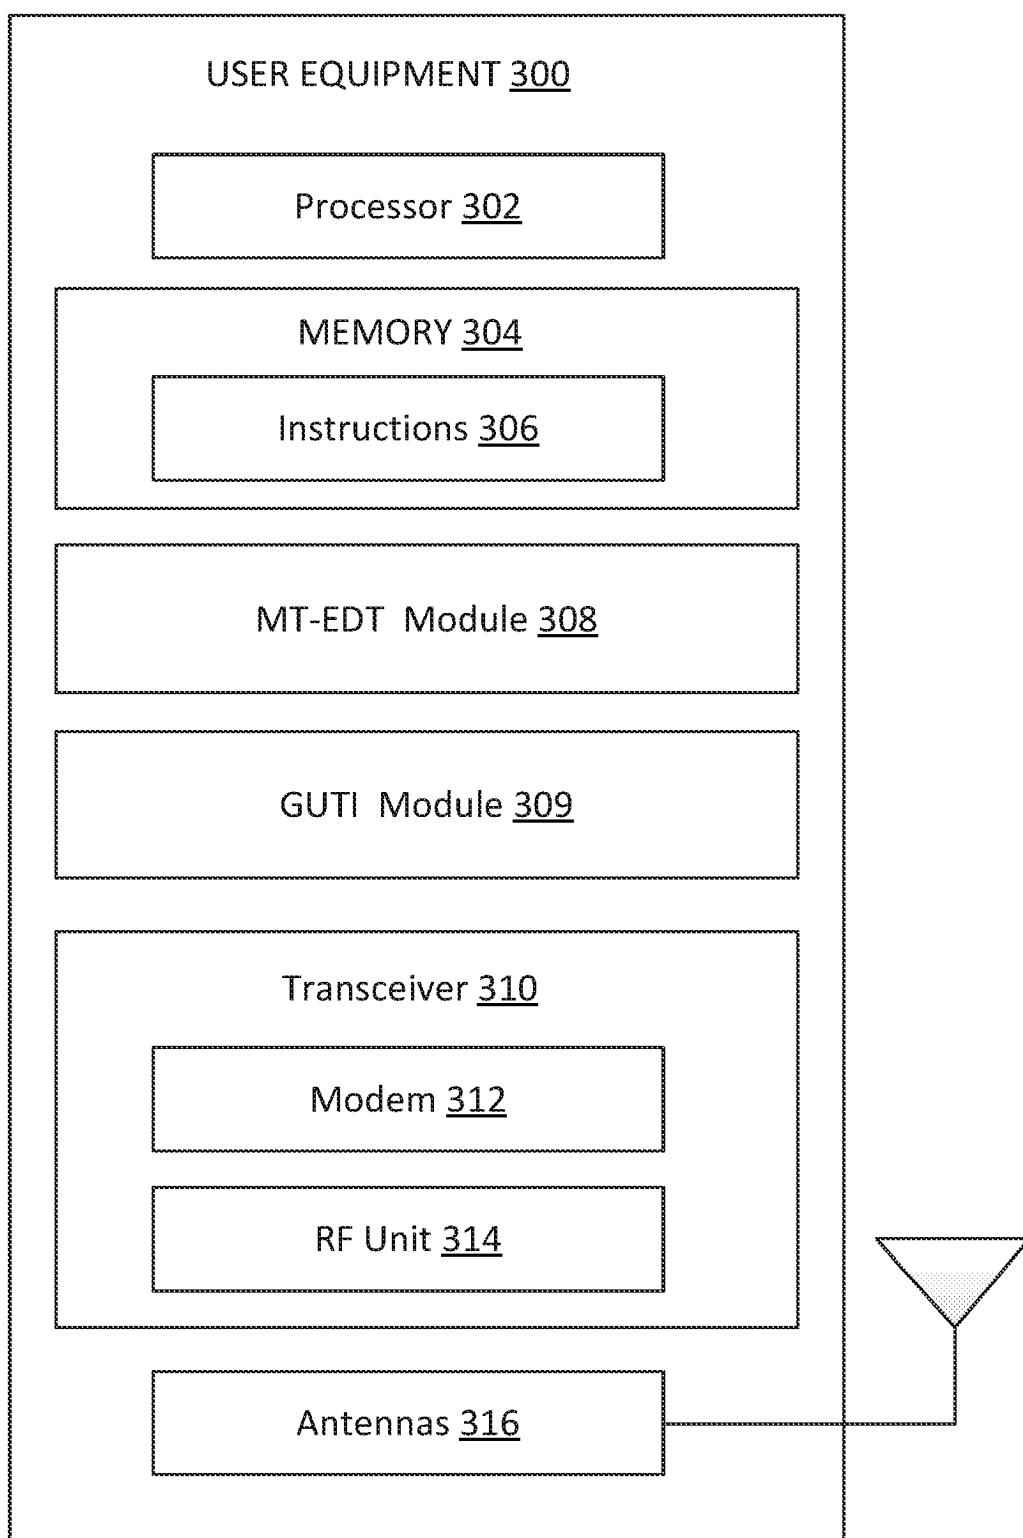 USER EQUIPMENT 300
Processor 302
MEMORY 304
Instructions 306
MT-EDT Module 308
GUTI Module 309
Transceiver 310
Modem 312
RF Unit 314
Antennas 316